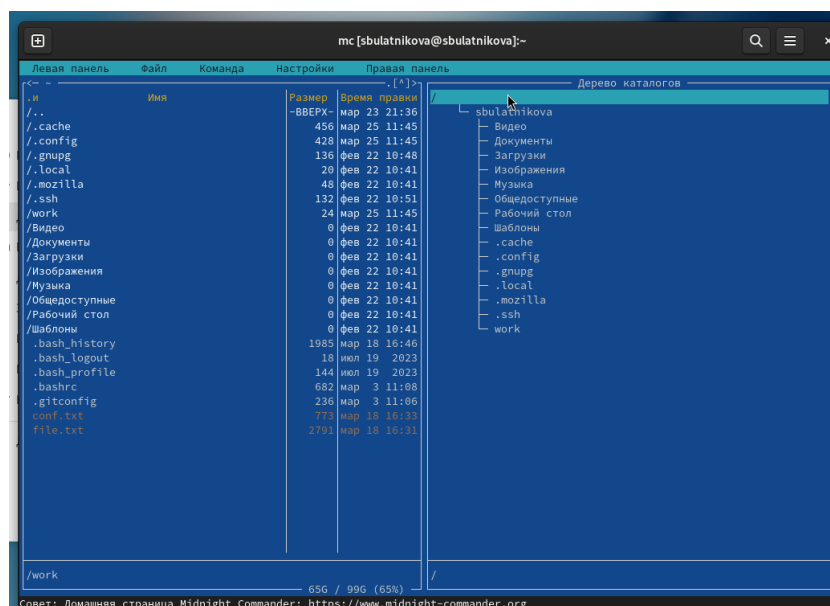 mc [sbulatnikova@sbulatnikova]:~
Левая панель Файл Команда Настройки Правая панель
<— ~ .[^]>
Дерево каталогов
.и Имя Размер Время правки
/.. -ВВЕРХ- мар 23 21:36
/.cache 456 мар 25 11:45
/.config 428 мар 25 11:45
/.gnupg 136 фев 22 10:48
/.local 20 фев 22 10:41
/.mozilla 48 фев 22 10:41
/.ssh 132 фев 22 10:51
/work 24 мар 25 11:45
/Видео 0 фев 22 10:41
/Документы 0 фев 22 10:41
/Загрузки 0 фев 22 10:41
/Изображения 0 фев 22 10:41
/Музыка 0 фев 22 10:41
/Общедоступные 0 фев 22 10:41
/Рабочий стол 0 фев 22 10:41
/Шаблоны 0 фев 22 10:41
.bash_history 1985 мар 18 16:46
.bash_logout 18 июл 19 2023
.bash_profile 144 июл 19 2023
.bashrc 682 мар 3 11:08
.gitconfig 236 мар 3 11:06
conf.txt 773 мар 18 16:33
file.txt 2791 мар 18 16:31
/work
65G / 99G (65%)
/
sbulatnikova
Видео
Документы
Загрузки
Изображения
Музыка
Общедоступные
Рабочий стол
Шаблоны
.cache
.config
.gnupg
.local
.mozilla
.ssh
work
/
Совет: Домашняя страница Midnight Commander: https://www.midnight-commander.org